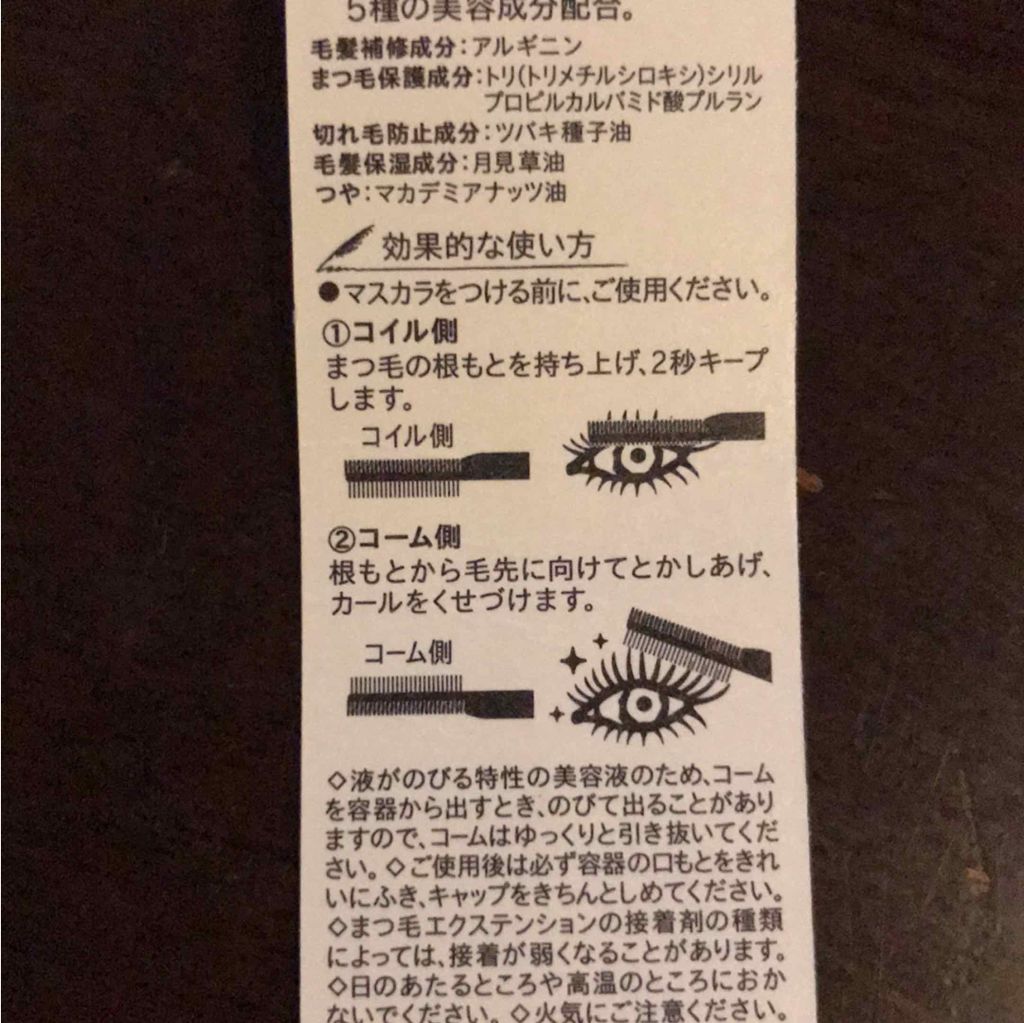 5種の美容成分配合。
毛髪補修成分：アルギニン
まつ毛保護成分：トリ(トリメチルシロキシ)シリル
プロピルカルバミド酸プルラン
切れ毛防止成分：ツバキ種子油
毛髪保湿成分：月見草油
つや：マカデミアナッツ油
効果的な使い方
●マスカラをつける前に、ご使用ください。
①コイル側
まつ毛の根もとを持ち上げ、2秒キープ
します。
コイル側
②コーム側
根もとから毛先に向けてとかしあげ、
カールをくせづけます。
コーム側
◇液がのびる特性の美容液のため、コーム
を容器から出すとき、のびて出ることがあり
ますので、コームはゆっくりと引き抜いてくだ
さい。◇ご使用後は必ず容器の口もとをきれ
いにふき、キャップをきちんとしめてください。
◇まつ毛エクステンションの接着剤の種類
によっては、接着が弱くなることがあります。
◇日のあたるところや高温のところにおか
ないでください。◇火気にご注意ください。